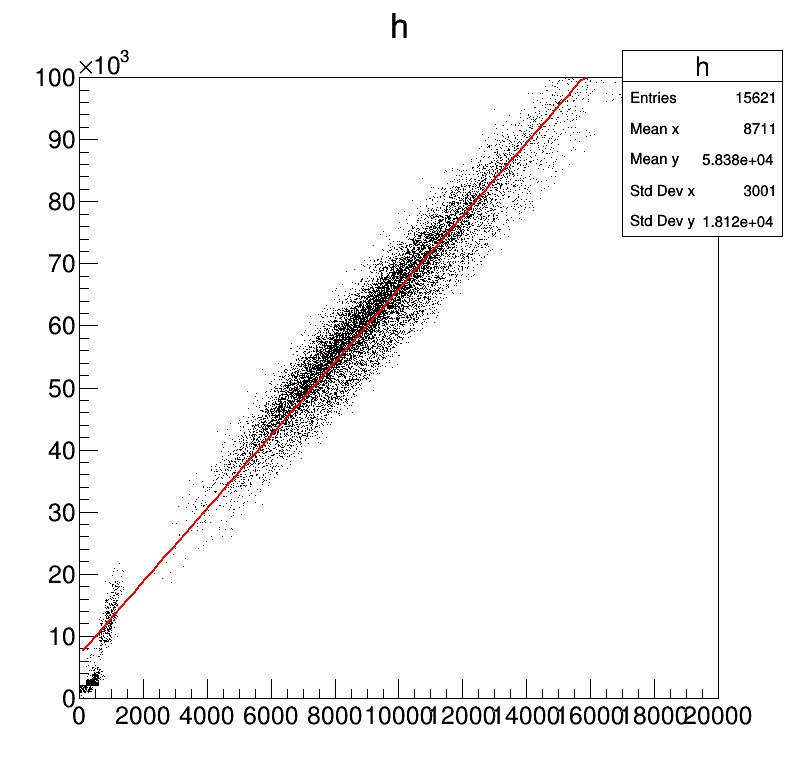 h
×10³
100
90
80
70
60
50
40
30
20
10
0
0 2000 4000 6000 8000 10000 12000 14000 16000 18000 20000
h
Entries 15621
Mean x 8711
Mean y 5.838e+04
Std Dev x 3001
Std Dev y 1.812e+04